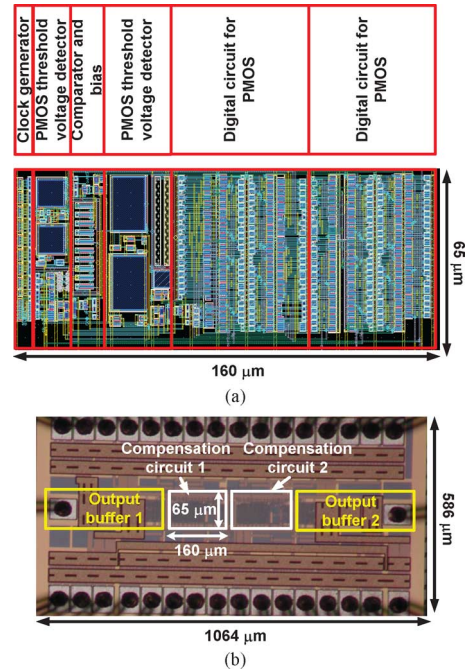 Clock gernerator
PMOS threshold
voltage detector
Comparator and
bias
PMOS threshold
voltage detector
Digital circuit for
PMOS
Digital circuit for
PMOS
65 μm
160 μm
(a)
Compensation
circuit 1
Compensation
circuit 2
Output
buffer 1
65 μm
160 μm
Output
buffer 2
586 μm
1064 μm
(b)